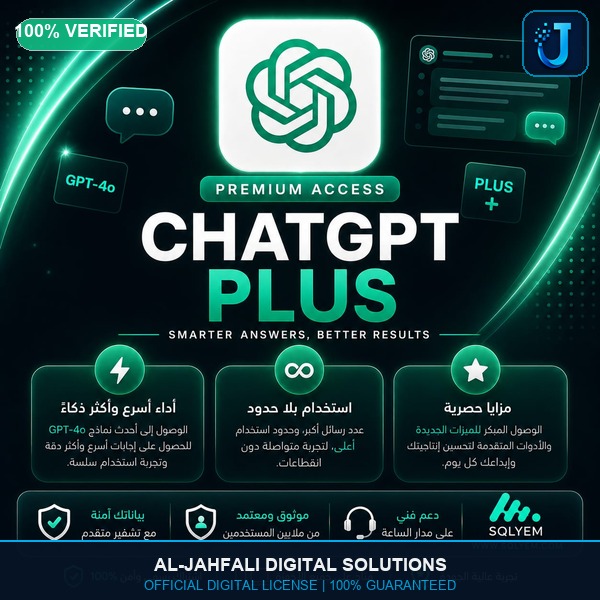 100% VERIFIED
J
GPT-4o
PLUS
+
PREMIUM ACCESS
CHATGPT
PLUS
SMARTER ANSWERS, BETTER RESULTS
مزايا حصرية
الوصول المبكر للميزات الجديدة
والأدوات المتقدمة لتحسين إنتاجيتك
وإبداعك كل يوم.
استخدام بلا حدود
عدد رسائل أكبر، وحدود استخدام
أعلى، لتجربة متواصلة دون
انقطاعات.
أداء أسرع وأكثر ذكاءً
الوصول إلى أحدث نماذج GPT-4o
للحصول على إجابات أسرع وأكثر دقة
وتجربة استخدام سلسة.
SQLYEM
دعم فني
على مدار الساعة
موثوق ومعتمد
من ملايين المستخدمين
بياناتك آمنة
مع تشفير متقدم
AL-JAHFALI DIGITAL SOLUTIONS
OFFICIAL DIGITAL LICENSE | 100% GUARANTEED